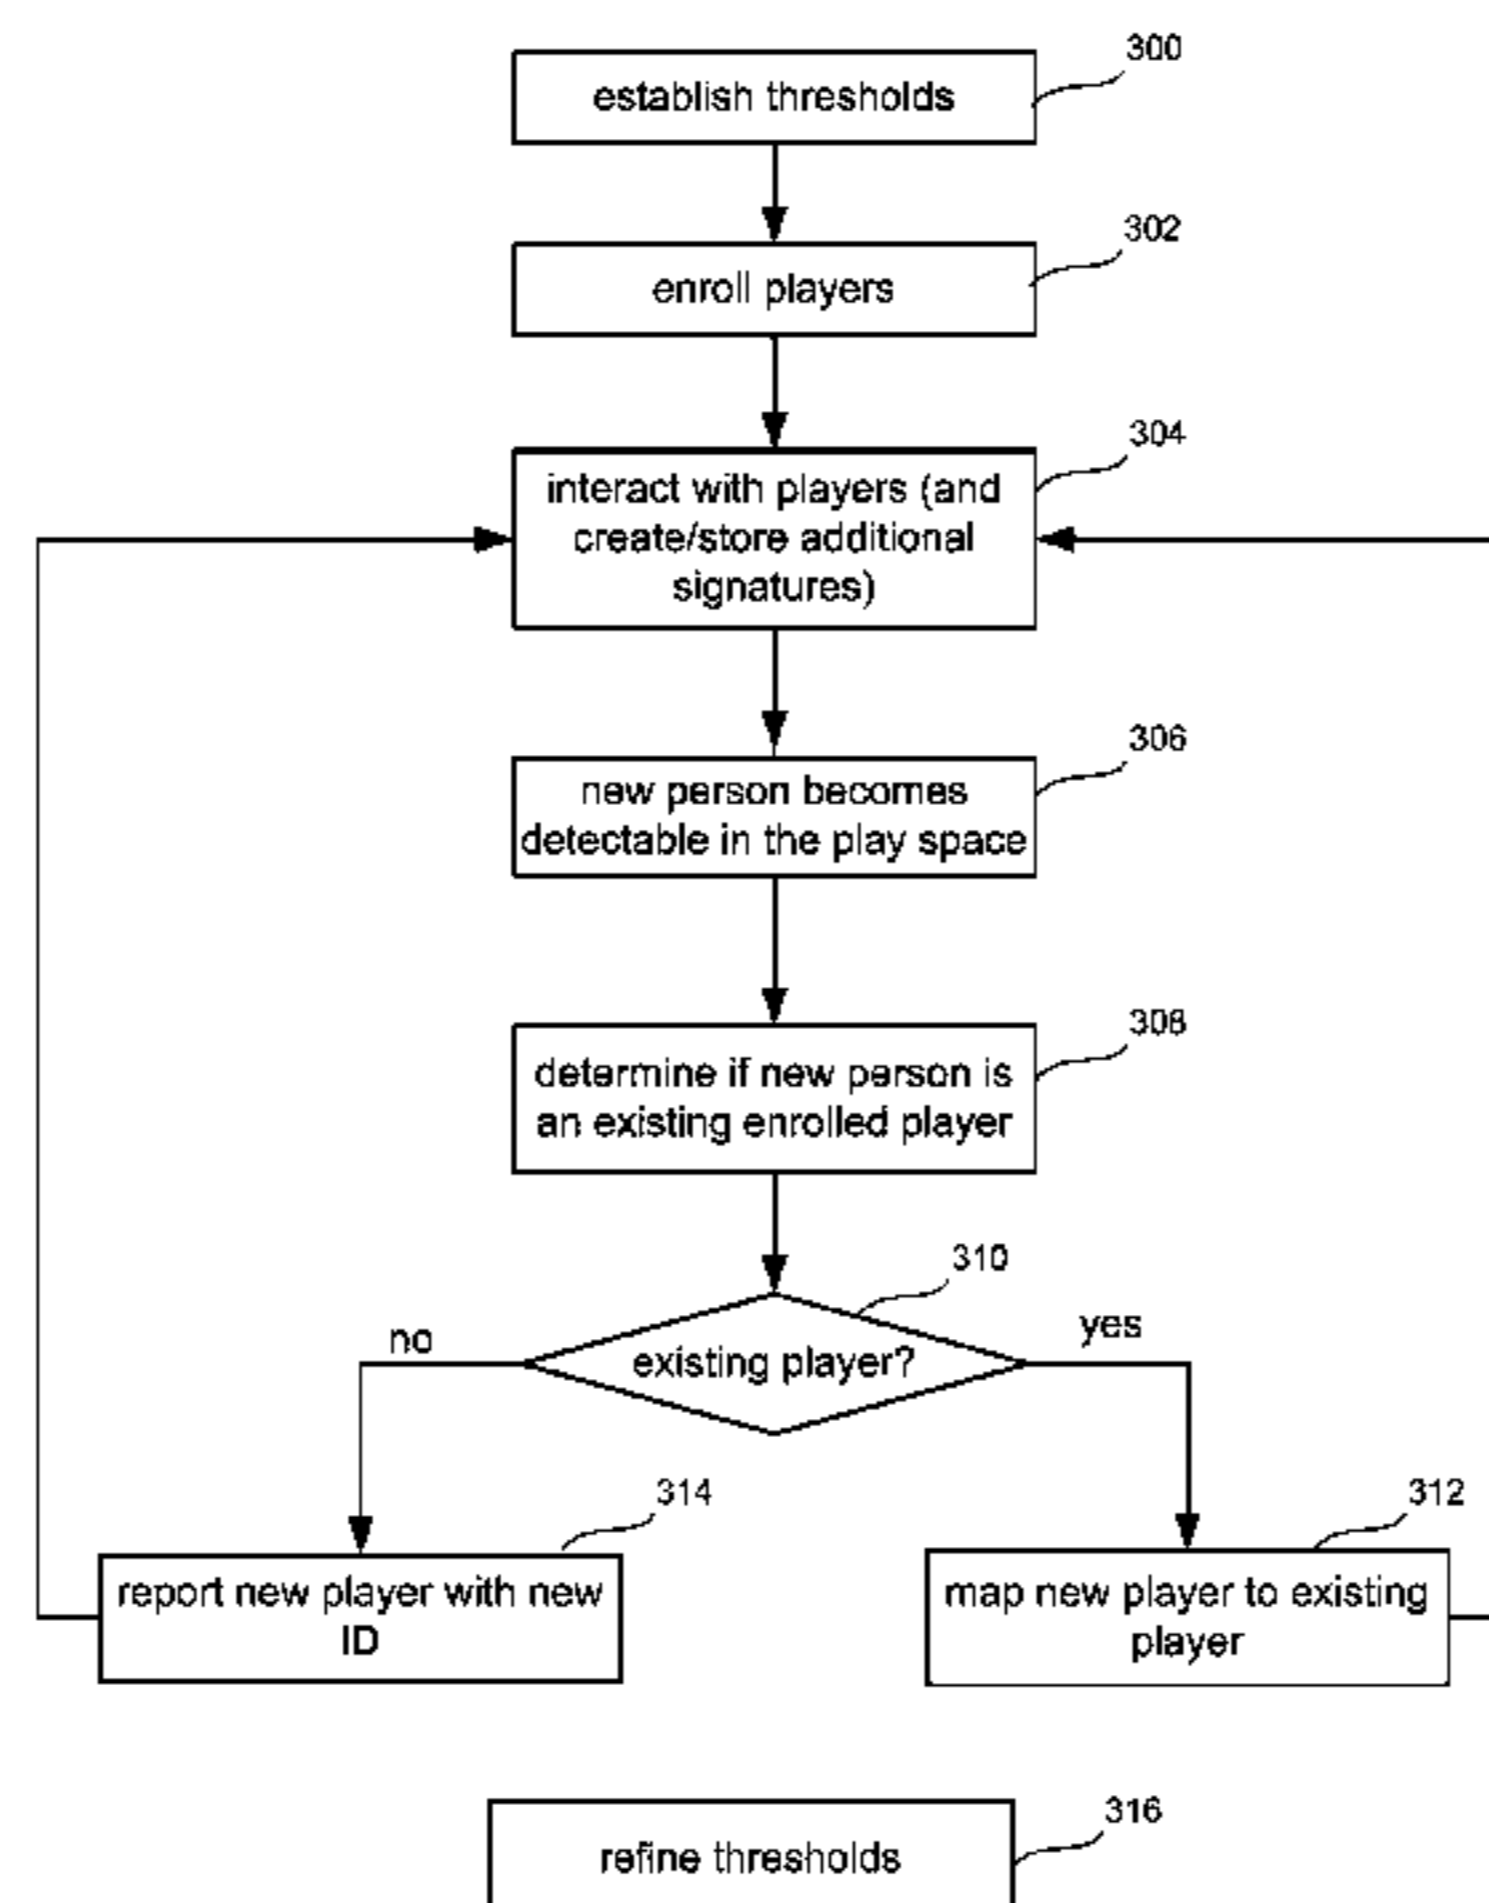 300
establish thresholds
302
enroll players
304
interact with players (and
create/store additional
signatures)
306
new person becomes
detectable in the play space
308
determine if new person is
an existing enrolled player
310
no
existing player?
yes
314
report new player with new
ID
312
map new player to existing
player
316
refine thresholds